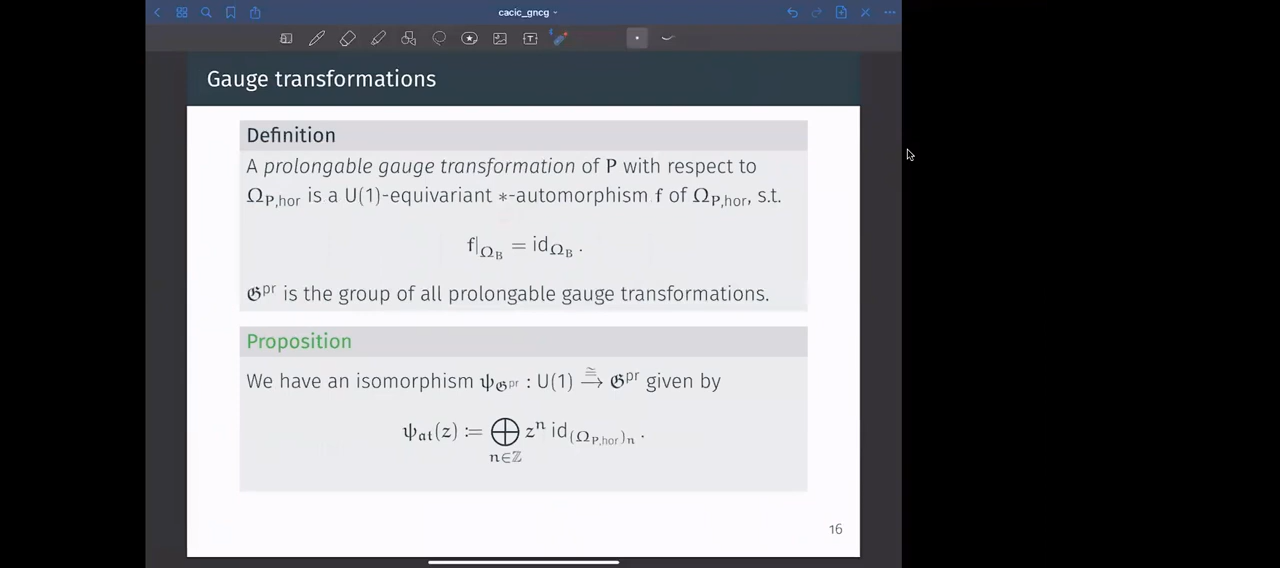 cacic_gncg
Gauge transformations
Definition
A prolongable gauge transformation of P with respect to
Ω_{P,hor} is a U(1)-equivariant ∗-automorphism f of Ω_{P,hor}, s.t.
f|_{Ω_B} = id_{Ω_B} .
𝕲^{pr} is the group of all prolongable gauge transformations.
Proposition
We have an isomorphism ψ_{𝕲^{pr}} : U(1) ≅→ 𝕲^{pr} given by
ψ_{𝔞𝔱}(z) ≔ ⨁_{n∈ℤ} z^n id_{(Ω_{P,hor})_n} .
16